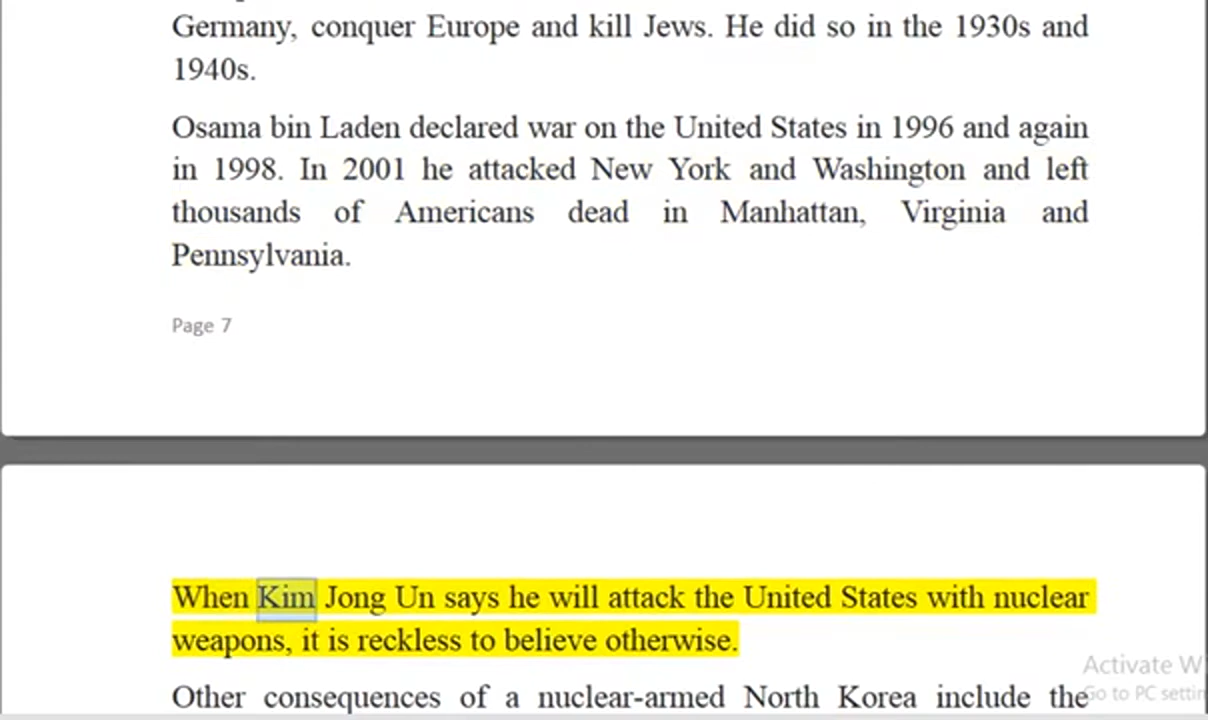 Germany, conquer Europe and kill Jews. He did so in the 1930s and
1940s.
Osama bin Laden declared war on the United States in 1996 and again
in 1998. In 2001 he attacked New York and Washington and left
thousands of Americans dead in Manhattan, Virginia and
Pennsylvania.
Page 7
When Kim Jong Un says he will attack the United States with nuclear
weapons, it is reckless to believe otherwise.
Other consequences of a nuclear-armed North Korea include the
Activate W
Go to PC settin